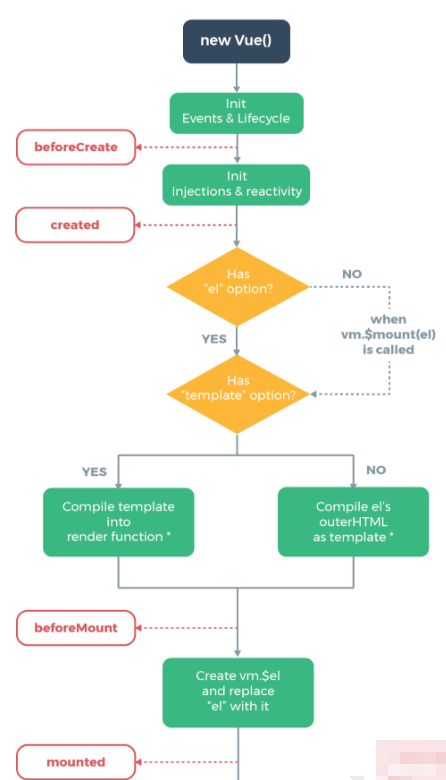 new Vue()
Init
Events & Lifecycle
beforeCreate
Init
injections & reactivity
created
Has
"el" option?
NO
when
vm.$mount(el)
is called
YES
Has
"template" option?
YES
NO
Compile template
into
render function *
Compile el's
outerHTML
as template *
beforeMount
Create vm.$el
and replace
"el" with it
mounted